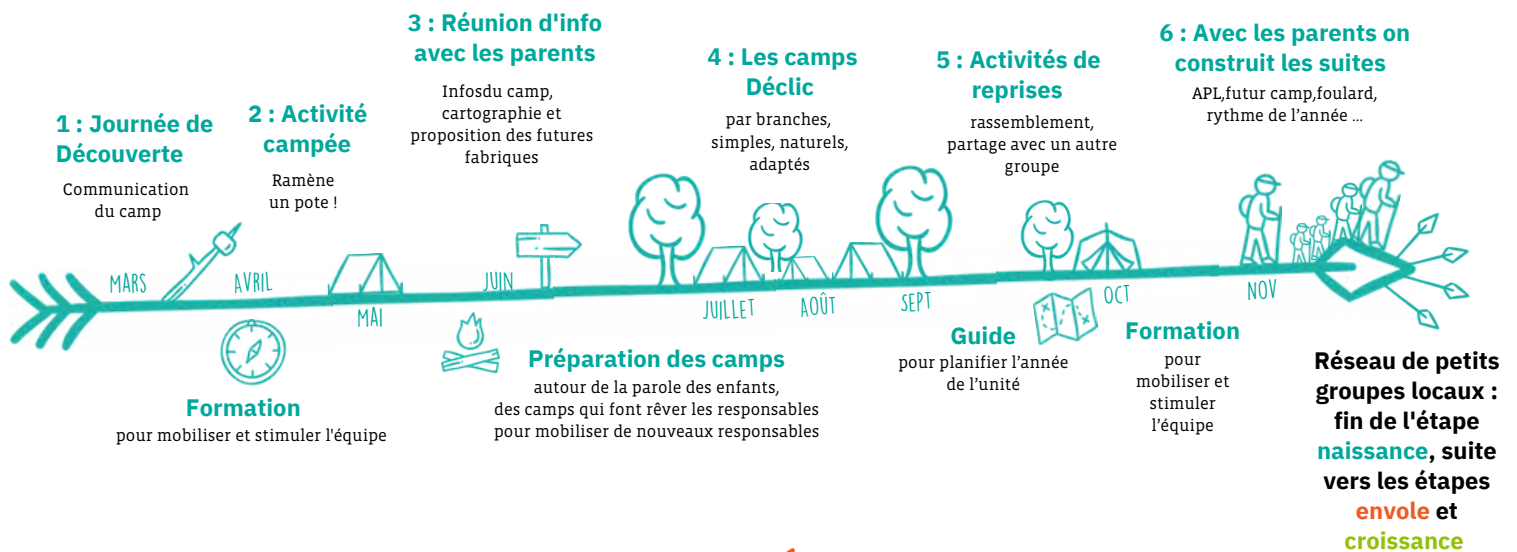 1 : Journée de
Découverte
Communication
du camp
2 : Activité
campée
Ramène
un pote !
3 : Réunion d'info
avec les parents
Infosdu camp,
cartographie et
proposition des futures
fabriques
4 : Les camps
Déclic
par branches,
simples, naturels,
adaptés
5 : Activités de
reprises
rassemblement,
partage avec un autre
groupe
6 : Avec les parents on
construit les suites
APL,futur camp,foulard,
rythme de l'année ...
MARS
AVRIL
MAI
JUIN
JUILLET
AOÛT
SEPT
OCT
NOV
Formation
pour mobiliser et stimuler l'équipe
Préparation des camps
autour de la parole des enfants,
des camps qui font rêver les responsables
pour mobiliser de nouveaux responsables
Guide
pour planifier l'année
de l'unité
Formation
pour
mobiliser et
stimuler
l'équipe
Réseau de petits
groupes locaux :
fin de l'étape
naissance, suite
vers les étapes
envole et
croissance